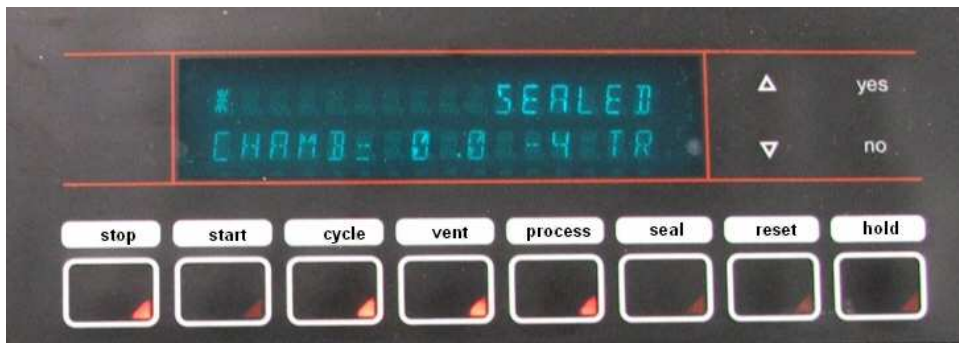 * SEALED
CHAMB= 0.0 -4 TR
yes
no
stop start cycle vent process seal reset hold